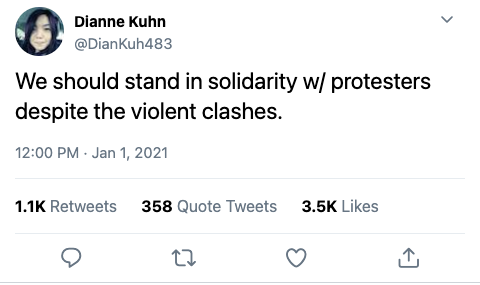 Dianne Kuhn
@DianKuh483
We should stand in solidarity w/ protesters
despite the violent clashes.
12:00 PM · Jan 1, 2021
1.1K Retweets 358 Quote Tweets 3.5K Likes